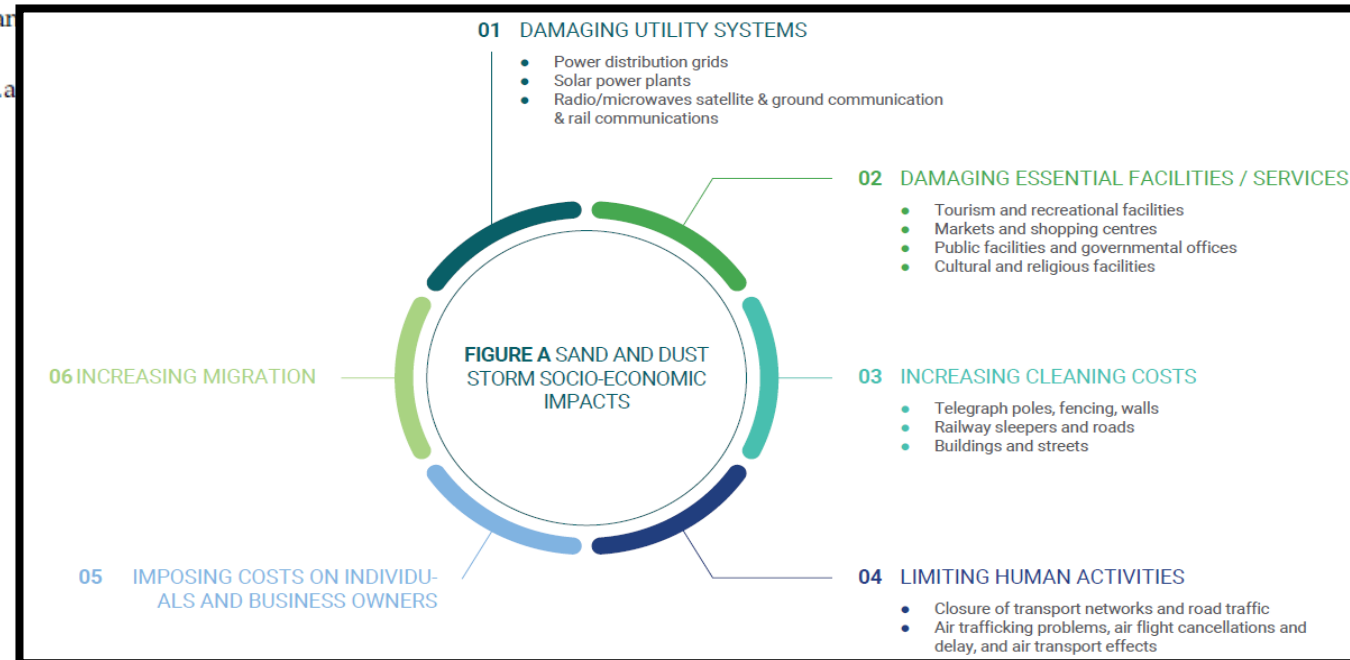 01 DAMAGING UTILITY SYSTEMS
● Power distribution grids
● Solar power plants
● Radio/microwaves satellite & ground communication
& rail communications
02 DAMAGING ESSENTIAL FACILITIES / SERVICES
● Tourism and recreational facilities
● Markets and shopping centres
● Public facilities and governmental offices
● Cultural and religious facilities
FIGURE A SAND AND DUST
STORM SOCIO-ECONOMIC
IMPACTS
03 INCREASING CLEANING COSTS
● Telegraph poles, fencing, walls
● Railway sleepers and roads
● Buildings and streets
04 LIMITING HUMAN ACTIVITIES
● Closure of transport networks and road traffic
● Air trafficking problems, air flight cancellations and
delay, and air transport effects
05 IMPOSING COSTS ON INDIVIDU-
ALS AND BUSINESS OWNERS
06 INCREASING MIGRATION